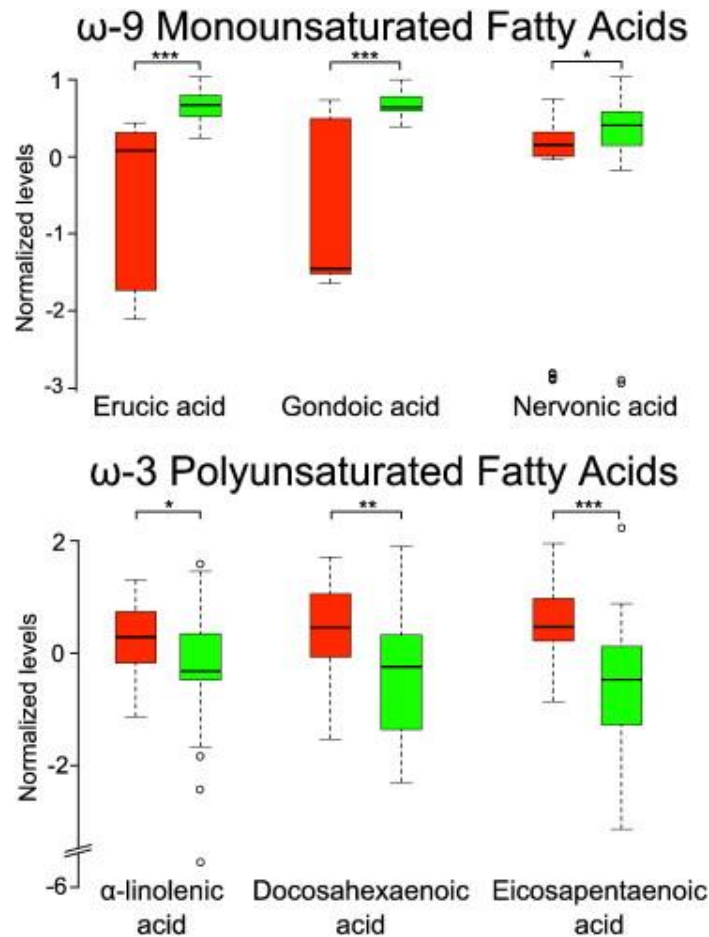 ω-9 Monounsaturated Fatty Acids
*** *** *
Normalized levels
1
0
-1
-2
-3
Erucic acid Gondoic acid Nervonic acid
ω-3 Polyunsaturated Fatty Acids
* ** ***
Normalized levels
2
0
-2
-6
α-linolenic Docosahexaenoic Eicosapentaenoic
acid acid acid